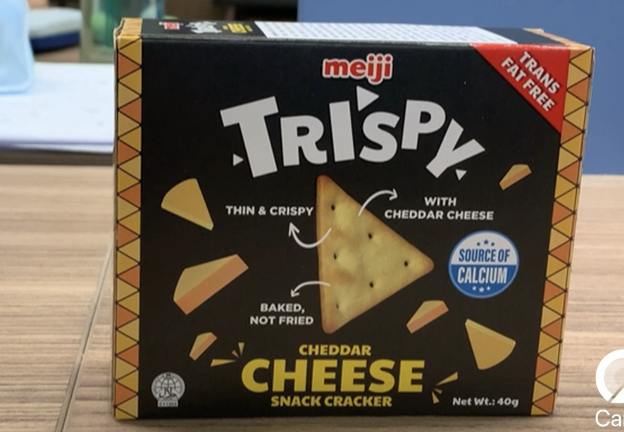 meiji
TRANS
FAT FREE
TRISPY
THIN & CRISPY
WITH
CHEDDAR CHEESE
SOURCE OF
CALCIUM
BAKED,
NOT FRIED
CHEDDAR
CHEESE
SNACK CRACKER
Net Wt.: 40g